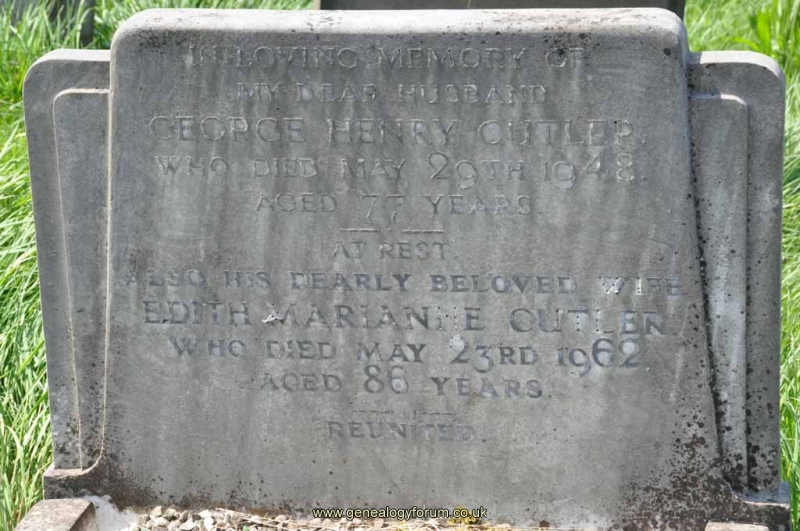 IN LOVING MEMORY OF
MY DEAR HUSBAND
GEORGE HENRY CUTLER.
WHO DIED MAY 29TH 1948.
AGED 77 YEARS.
AT REST.
ALSO HIS DEARLY BELOVED WIFE
EDITH MARIANNE CUTLER
WHO DIED MAY 23RD 1962
AGED 86 YEARS.
REUNITED.
www.genealogyforum.co.uk